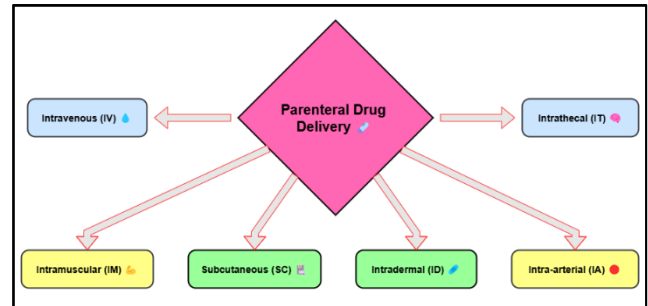 Parenteral Drug
Delivery 💉
Intravenous (IV) 💧
Intrathecal (IT) 🧠
Intramuscular (IM) 💪
Subcutaneous (SC)
Intradermal (ID)
Intra-arterial (IA) 🔴